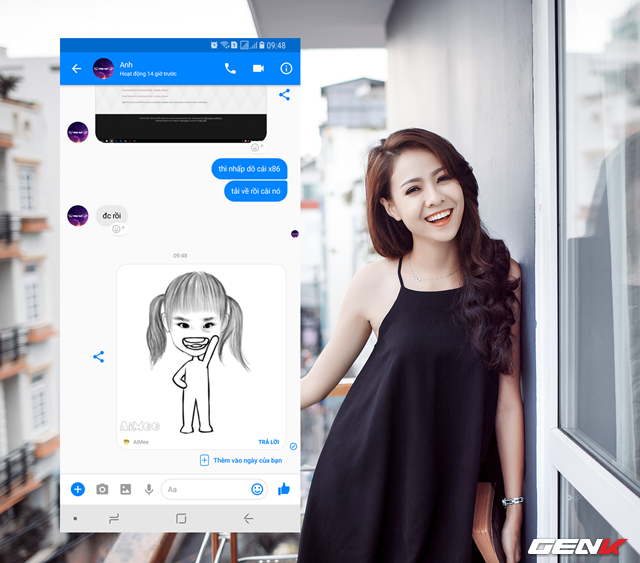 09:48
Anh
Hoạt động 14 giờ trước
thì nhấp dô cái x86
tải về rồi cài nó
đc rồi
09:48
AiMee
AiMee
TRẢ LỜI
Thêm vào ngày của bạn
Aa
GENK